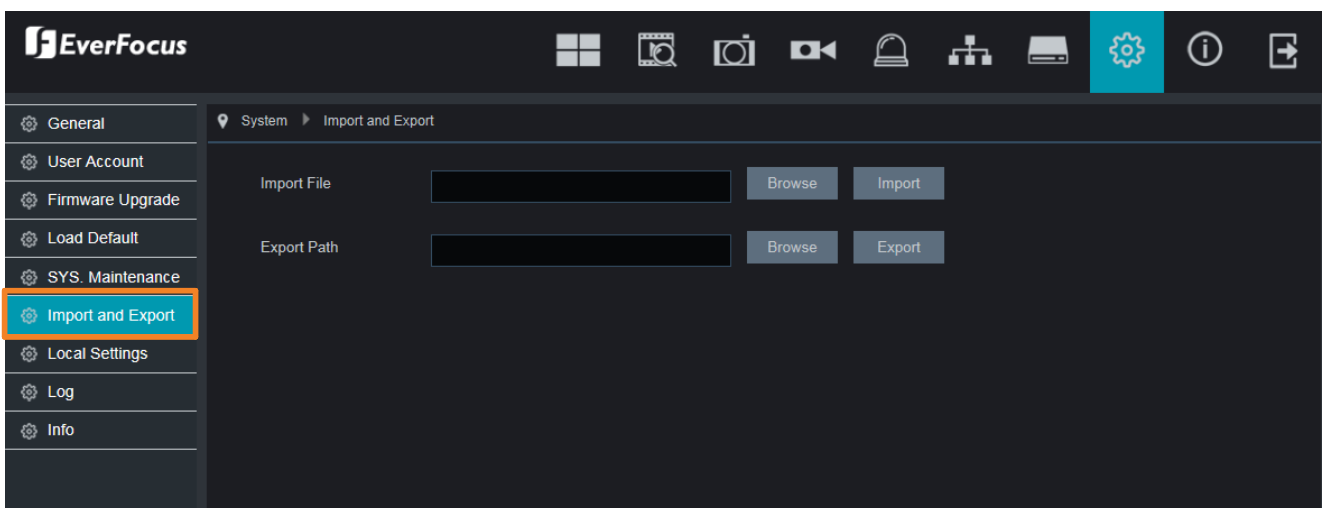 EverFocus
General
User Account
Firmware Upgrade
Load Default
SYS. Maintenance
Import and Export
Local Settings
Log
Info
System Import and Export
Import File Browse Import
Export Path Browse Export